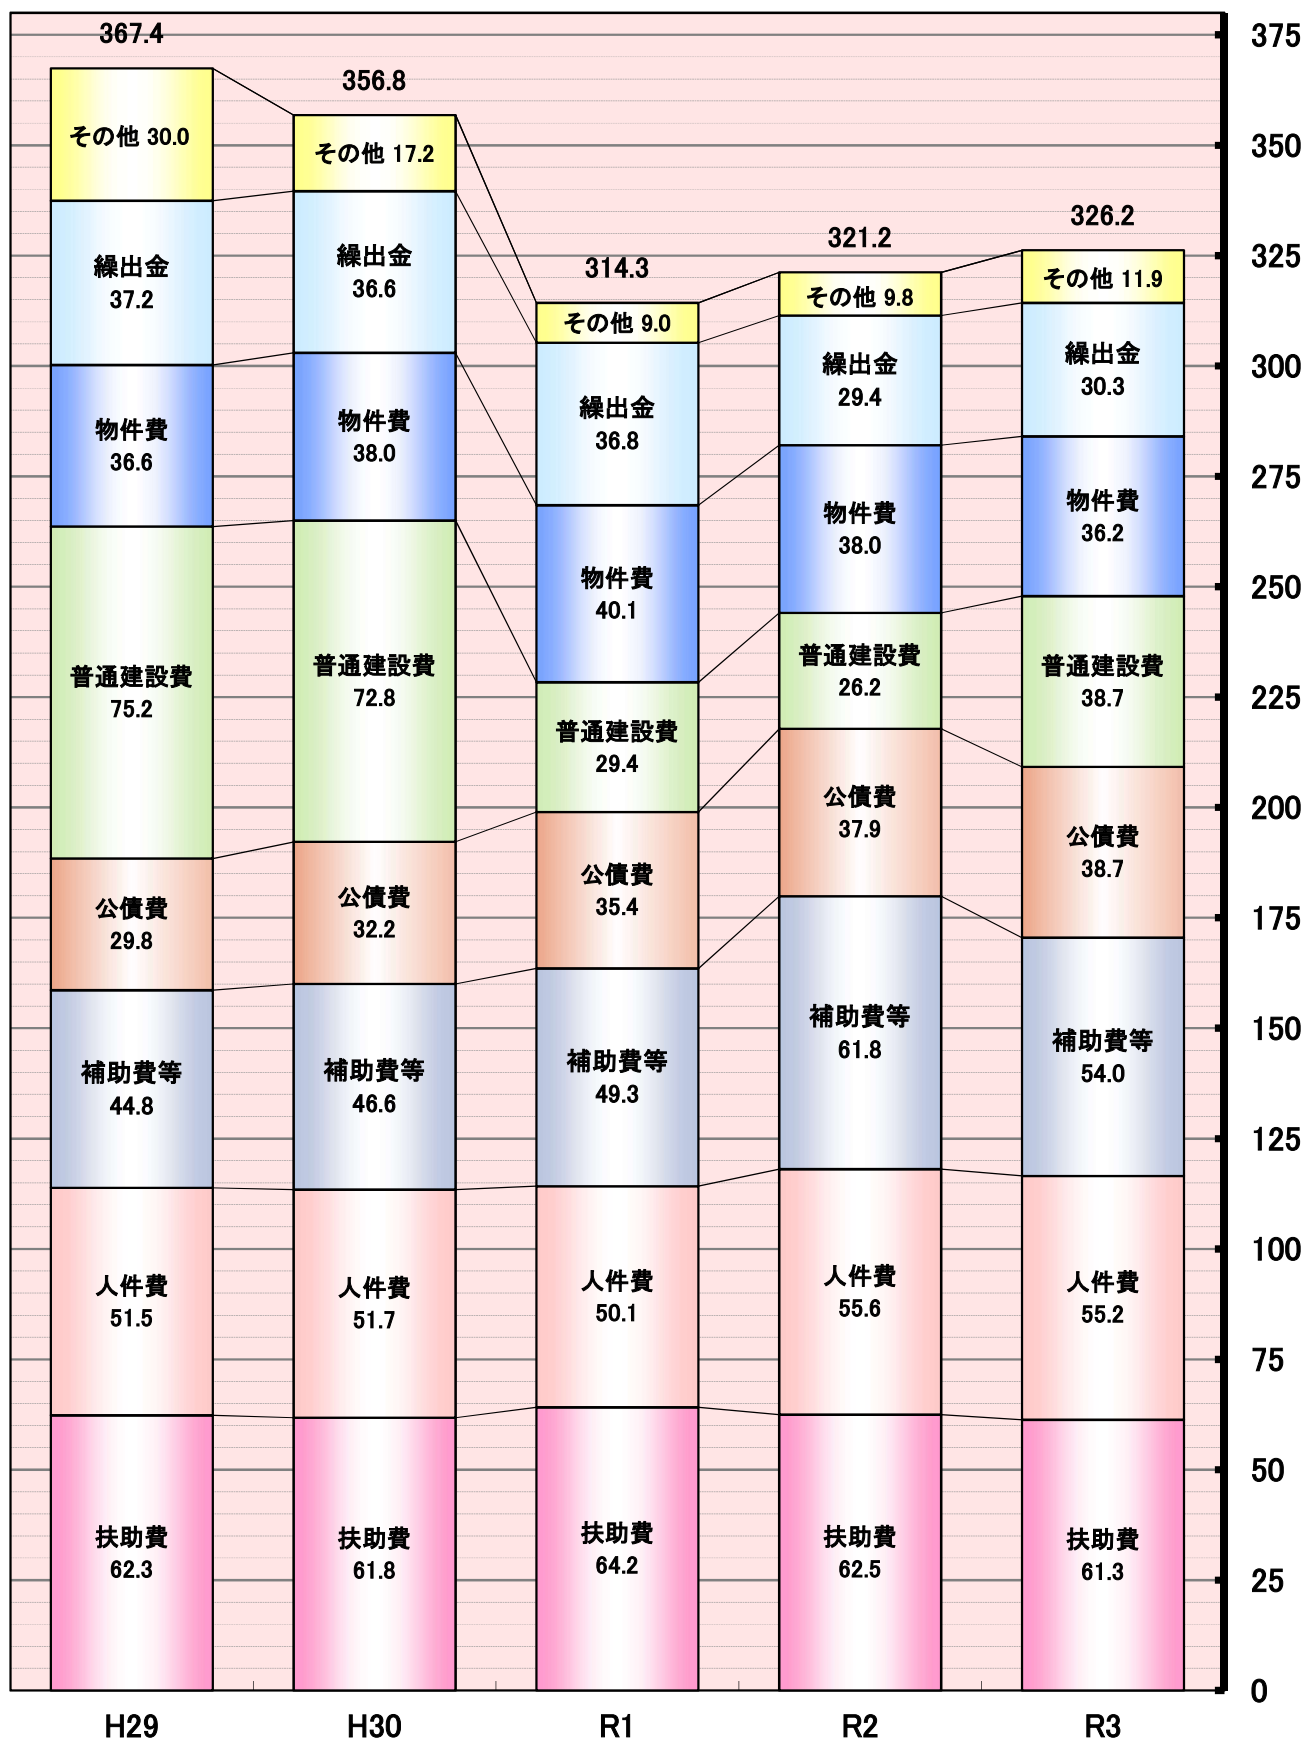 367.4
その他 30.0
繰出金
37.2
物件費
36.6
普通建設費
75.2
公債費
29.8
補助費等
44.8
人件費
51.5
扶助費
62.3
H29
356.8
その他 17.2
繰出金
36.6
物件費
38.0
普通建設費
72.8
公債費
32.2
補助費等
46.6
人件費
51.7
扶助費
61.8
H30
314.3
その他 9.0
繰出金
36.8
物件費
40.1
普通建設費
29.4
公債費
35.4
補助費等
49.3
人件費
50.1
扶助費
64.2
R1
321.2
その他 9.8
繰出金
29.4
物件費
38.0
普通建設費
26.2
公債費
37.9
補助費等
61.8
人件費
55.6
扶助費
62.5
R2
326.2
その他 11.9
繰出金
30.3
物件費
36.2
普通建設費
38.7
公債費
38.7
補助費等
54.0
人件費
55.2
扶助費
61.3
R3
375
350
325
300
275
250
225
200
175
150
125
100
75
50
25
0